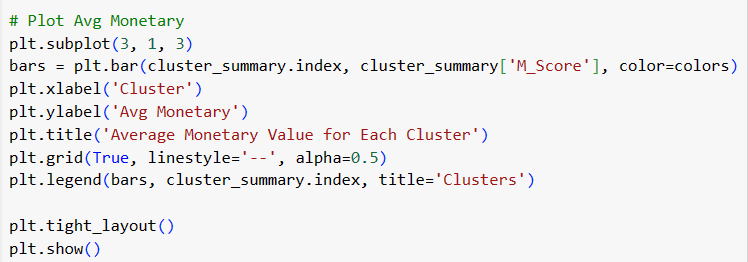 # Plot Avg Monetary
plt.subplot(3, 1, 3)
bars = plt.bar(cluster_summary.index, cluster_summary['M_Score'], color=colors)
plt.xlabel('Cluster')
plt.ylabel('Avg Monetary')
plt.title('Average Monetary Value for Each Cluster')
plt.grid(True, linestyle='--', alpha=0.5)
plt.legend(bars, cluster_summary.index, title='Clusters')

plt.tight_layout()
plt.show()